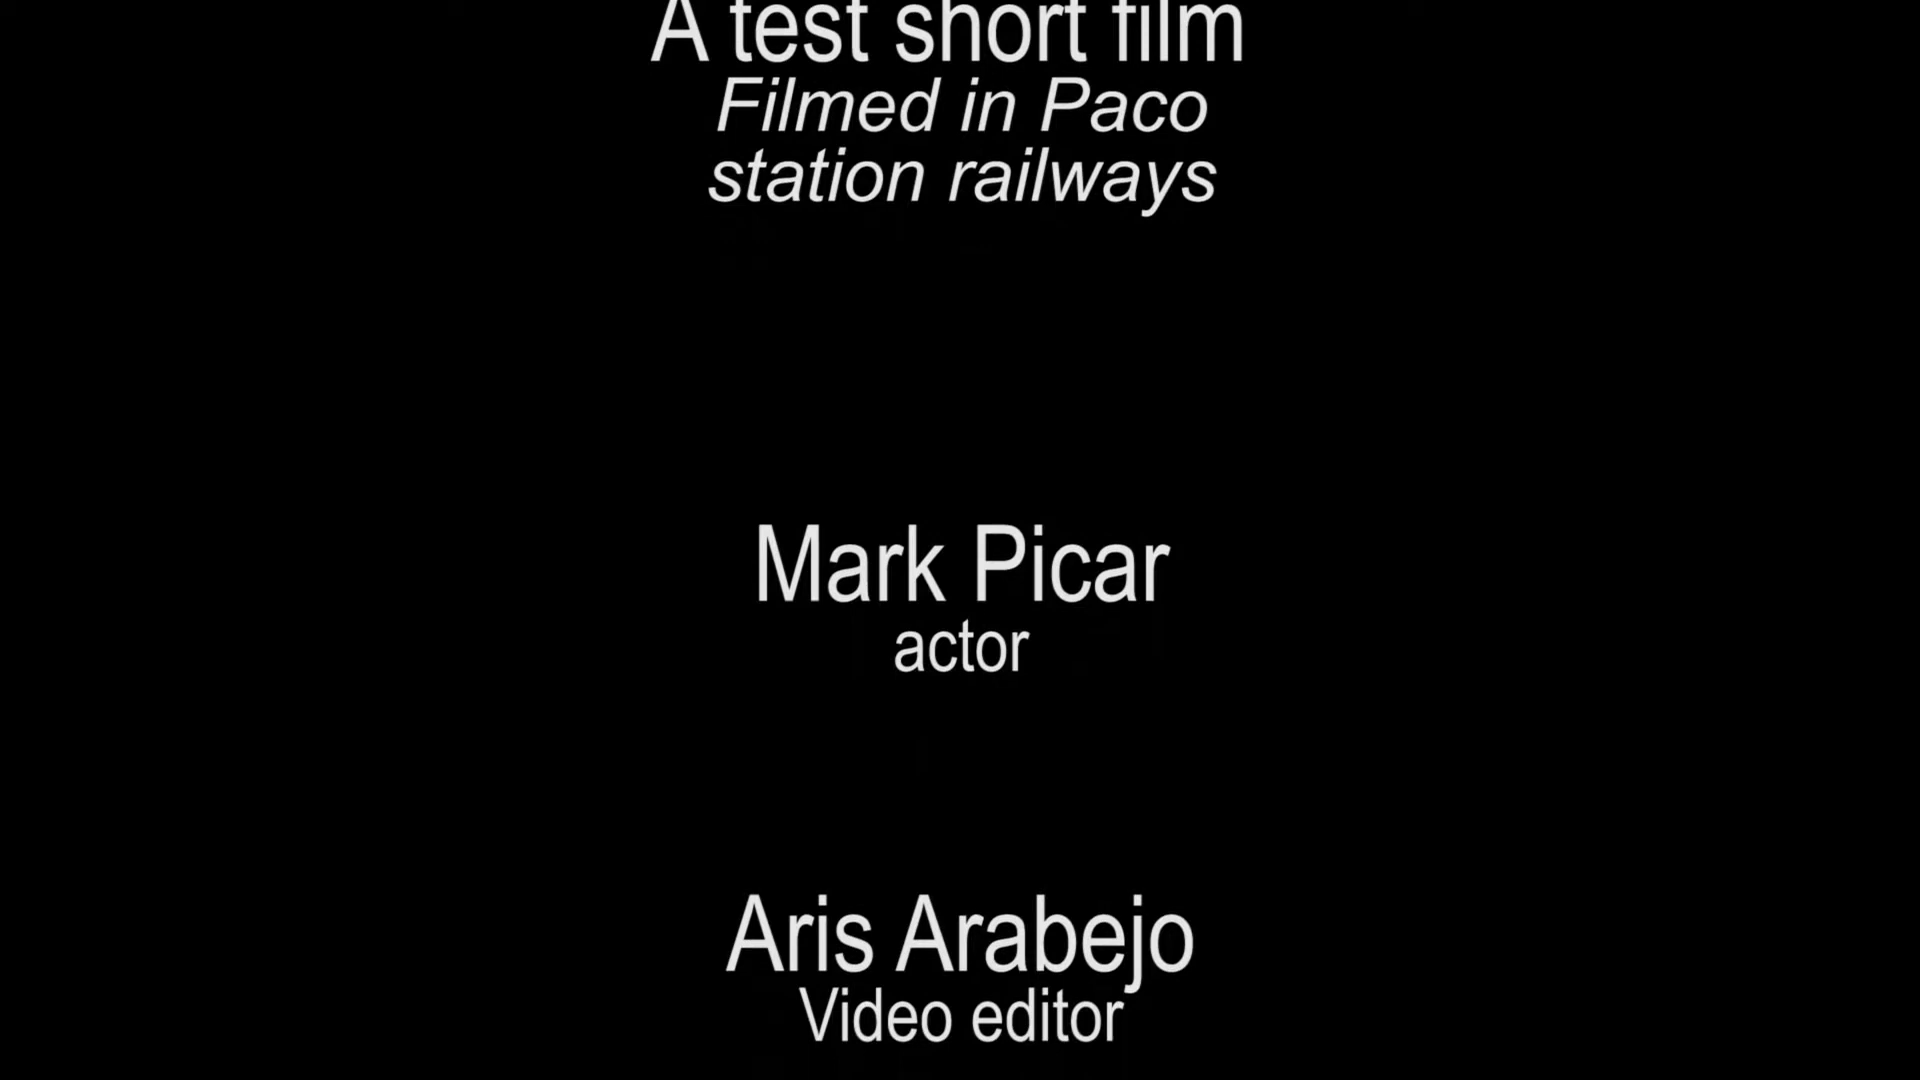 A test short film
Filmed in Paco
station railways
Mark Picar
actor
Aris Arabejo
Video editor